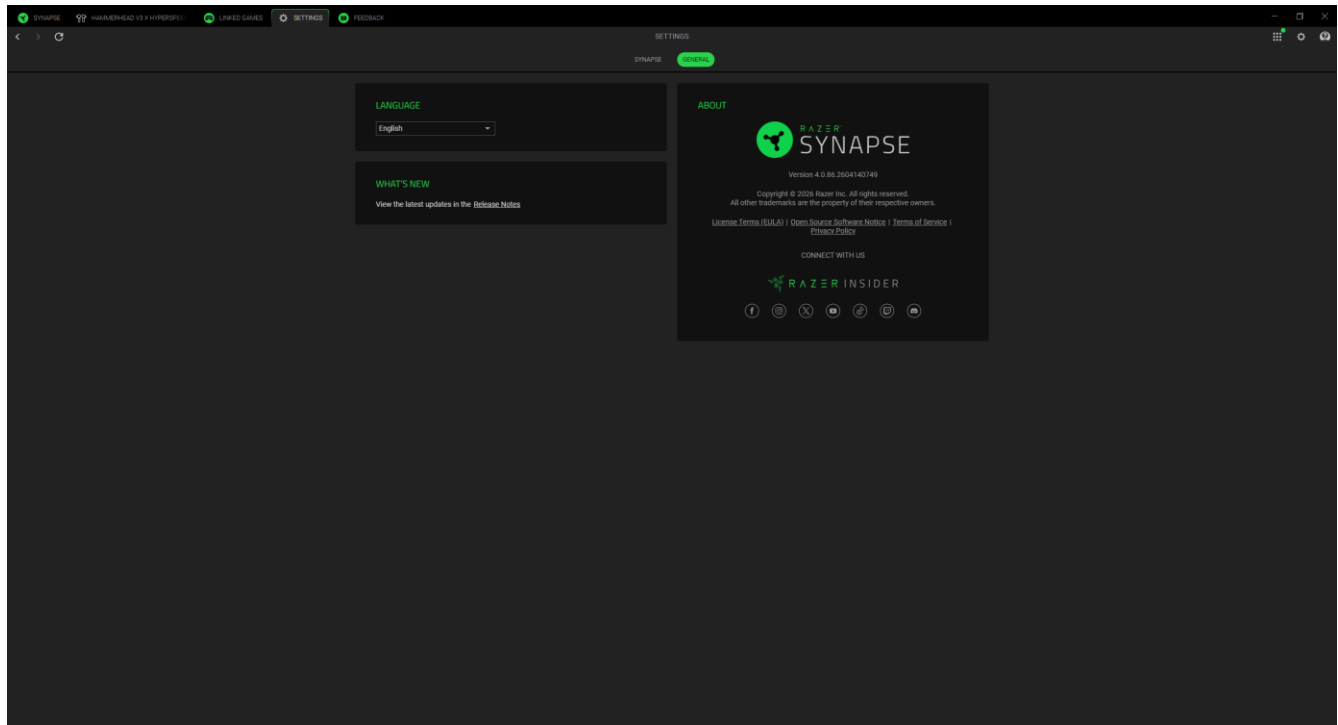 SYNAPSE
HAMMERHEAD V3 X HYPERSPEE
LINKED GAMES
SETTINGS
FEEDBACK
SETTINGS
SYNAPSE
GENERAL
LANGUAGE
English
WHAT'S NEW
View the latest updates in the Release Notes
ABOUT
RAZER
SYNAPSE
Version 4.0.86.2604140749
Copyright © 2026 Razer Inc. All rights reserved.
All other trademarks are the property of their respective owners.
License Terms (EULA) | Open Source Software Notice | Terms of Service |
Privacy Policy
CONNECT WITH US
RAZER INSIDER